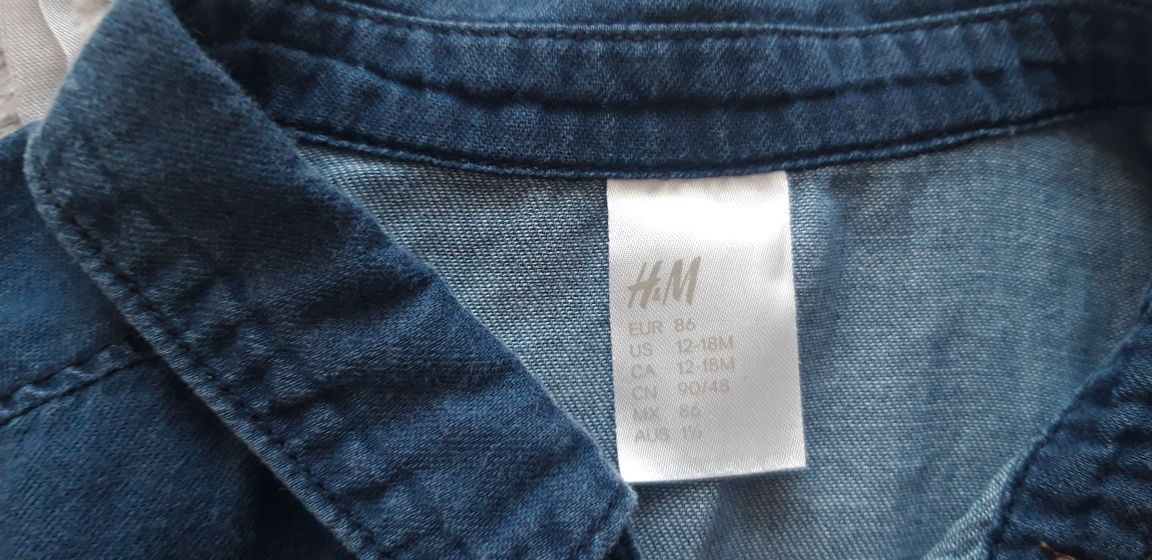 H&M
EUR 86
US 12-18M
CA 12-18M
CN 90/48
MX 86
AUS 1½